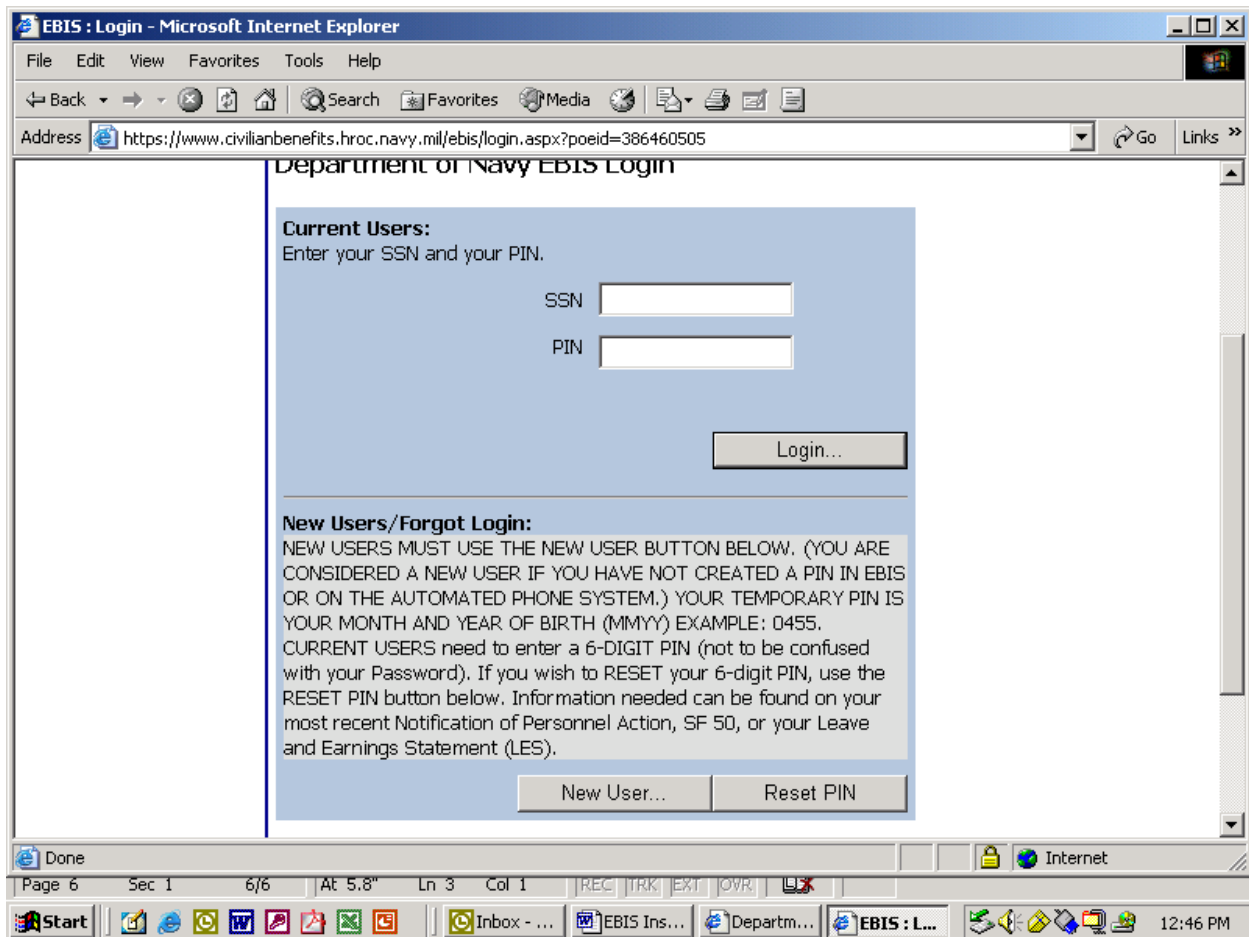 EBIS : Login - Microsoft Internet Explorer
File Edit View Favorites Tools Help
Back Search Favorites Media
Address https://www.civilianbenefits.hroc.navy.mil/ebis/login.aspx?poeid=386460505 Go Links »
Department of Navy EBIS Login
Current Users:
Enter your SSN and your PIN.
SSN
PIN
Login...
New Users/Forgot Login:
NEW USERS MUST USE THE NEW USER BUTTON BELOW. (YOU ARE
CONSIDERED A NEW USER IF YOU HAVE NOT CREATED A PIN IN EBIS
OR ON THE AUTOMATED PHONE SYSTEM.) YOUR TEMPORARY PIN IS
YOUR MONTH AND YEAR OF BIRTH (MMYY) EXAMPLE: 0455.
CURRENT USERS need to enter a 6-DIGIT PIN (not to be confused
with your Password). If you wish to RESET your 6-digit PIN, use the
RESET PIN button below. Information needed can be found on your
most recent Notification of Personnel Action, SF 50, or your Leave
and Earnings Statement (LES).
New User... Reset PIN
Done Internet
Page 6 Sec 1 6/6 At 5.8" Ln 3 Col 1 REC TRK EXT OVR
Start Inbox - ... EBIS Ins... Departm... EBIS : L... 12:46 PM